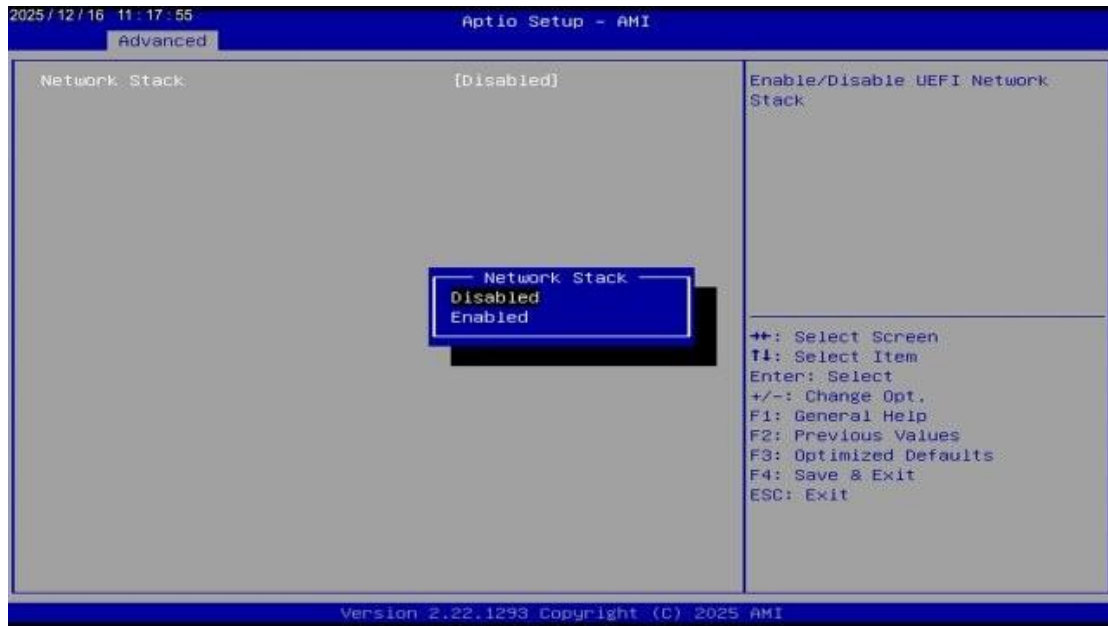 2025/12/16 11:17:55
Aptio Setup - AMI
Advanced
Network Stack [Disabled]
Enable/Disable UEFI Network
Stack
Network Stack
Disabled
Enabled
→←: Select Screen
↑↓: Select Item
Enter: Select
+/-: Change Opt.
F1: General Help
F2: Previous Values
F3: Optimized Defaults
F4: Save & Exit
ESC: Exit
Version 2.22.1293 Copyright (C) 2025 AMI